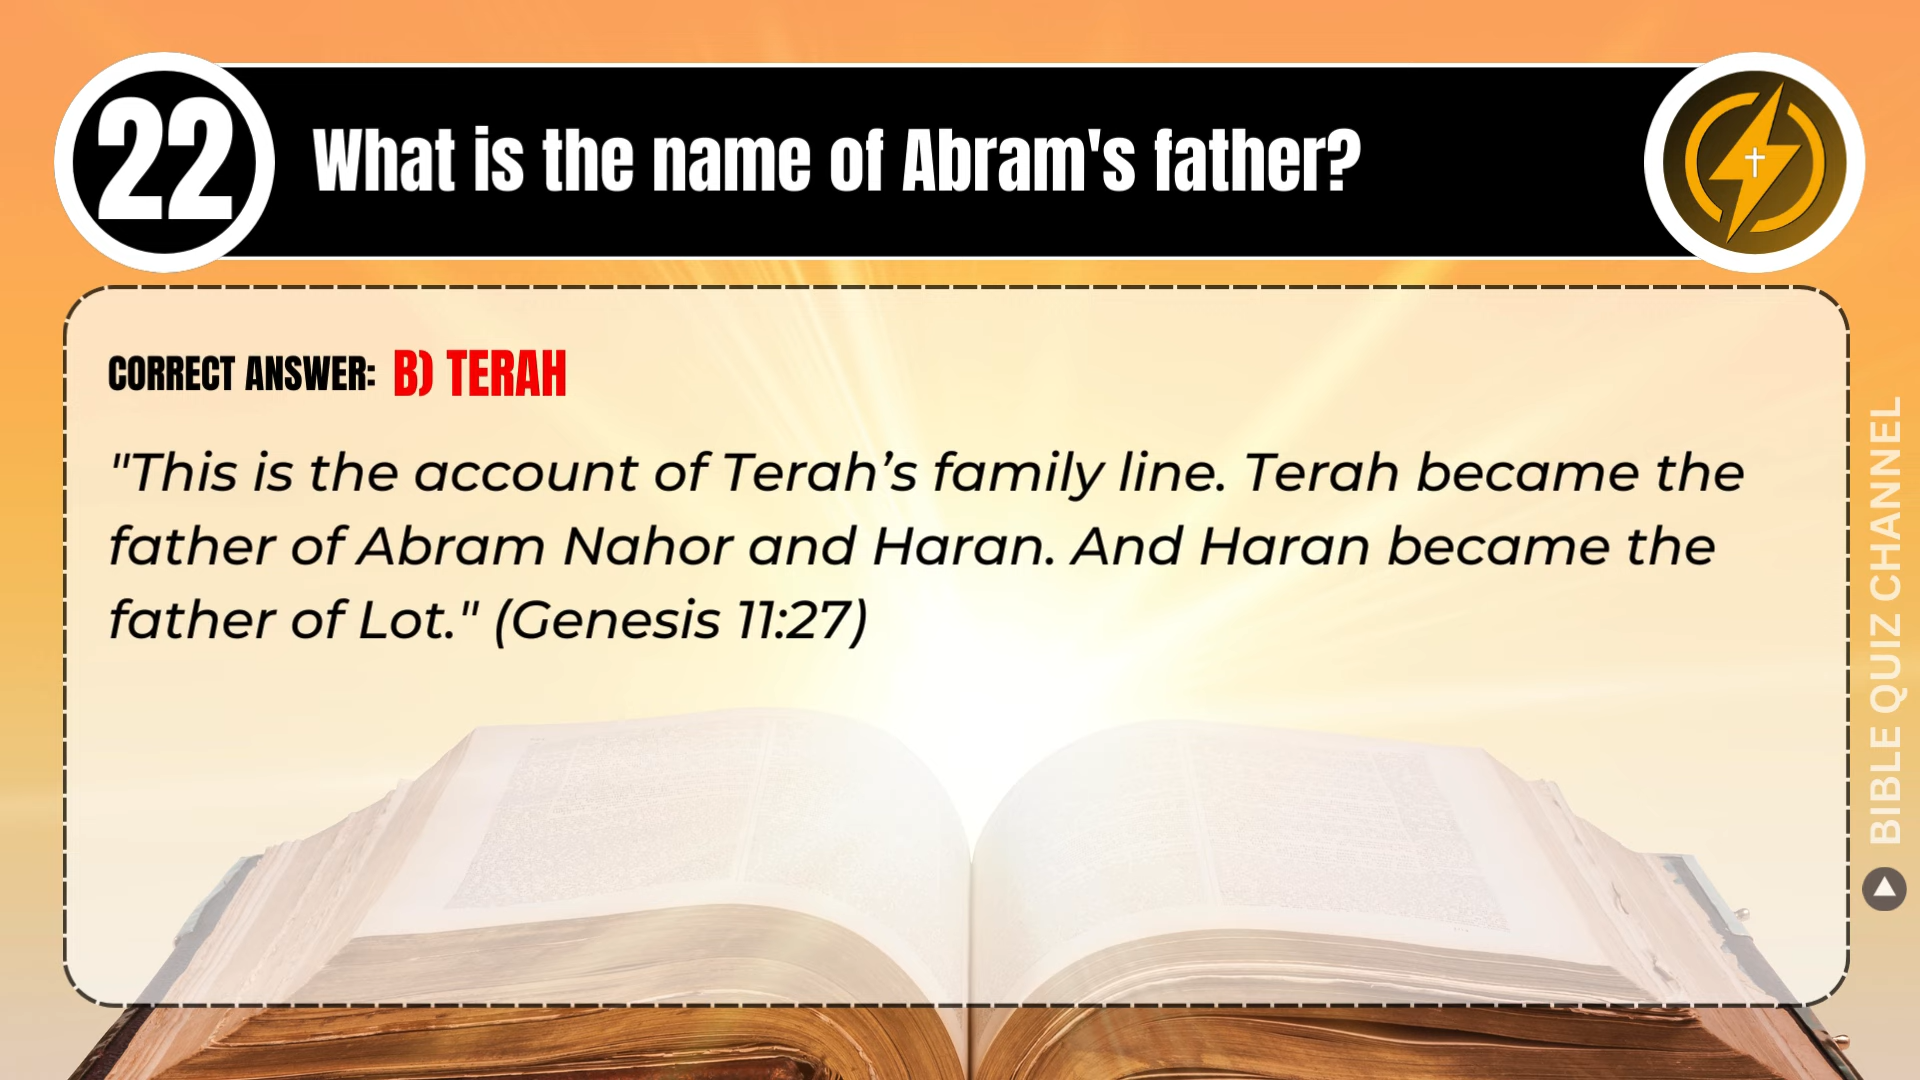 22
What is the name of Abram's father?
CORRECT ANSWER: B) TERAH
"This is the account of Terah’s family line. Terah became the
father of Abram Nahor and Haran. And Haran became the
father of Lot." (Genesis 11:27)
BIBLE QUIZ CHANNEL